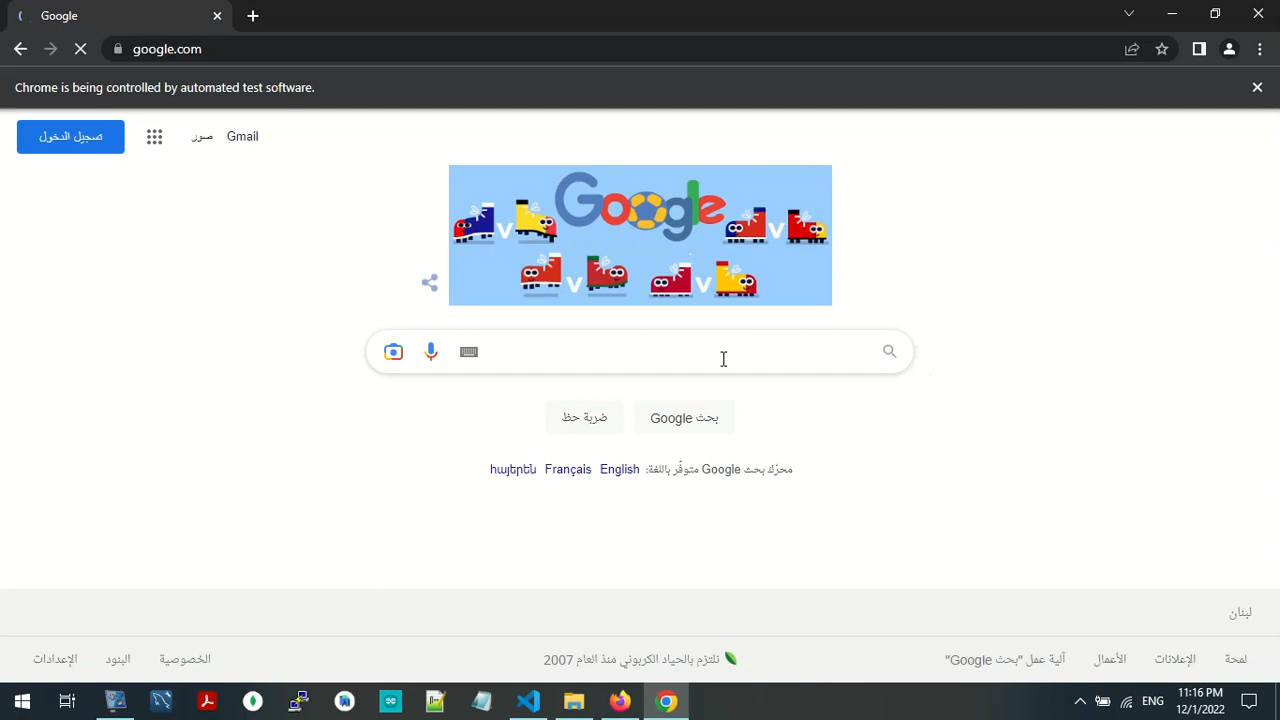 Google
google.com
Chrome is being controlled by automated test software.
تسجيل الدخول
صور
Gmail
Google
V
V
V
V
بحث Google
ضربة حظ
محرّك بحث Google متوفّر باللغة: English Français հայերեն
لبنان
لمحة
الإعلانات
الأعمال
آلية عمل "بحث Google"
نلتزم بالحياد الكربوني منذ العام 2007
الخصوصية
البنود
الإعدادات
ENG
11:16 PM
12/1/2022